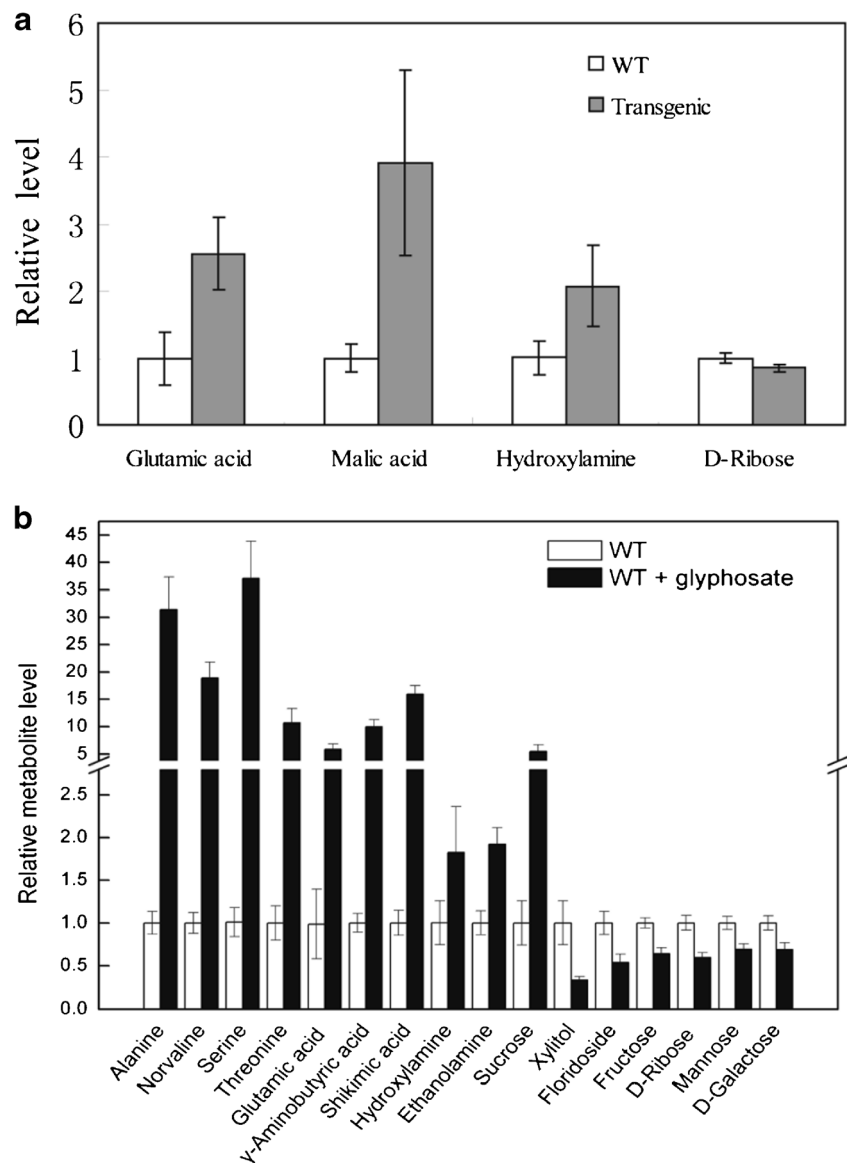 a
6
5
4
3
2
1
0
Relative level
WT
Transgenic
Glutamic acid
Malic acid
Hydroxylamine
D-Ribose
b
45
40
35
30
25
20
15
10
5
2.5
2.0
1.5
1.0
0.5
0.0
Relative metabolite level
WT
WT + glyphosate
Alanine
Norvaline
Serine
Threonine
Glutamic acid
γ-Aminobutyric acid
Shikimic acid
Hydroxylamine
Ethanolamine
Sucrose
Xylitol
Floridoside
Fructose
D-Ribose
Mannose
D-Galactose